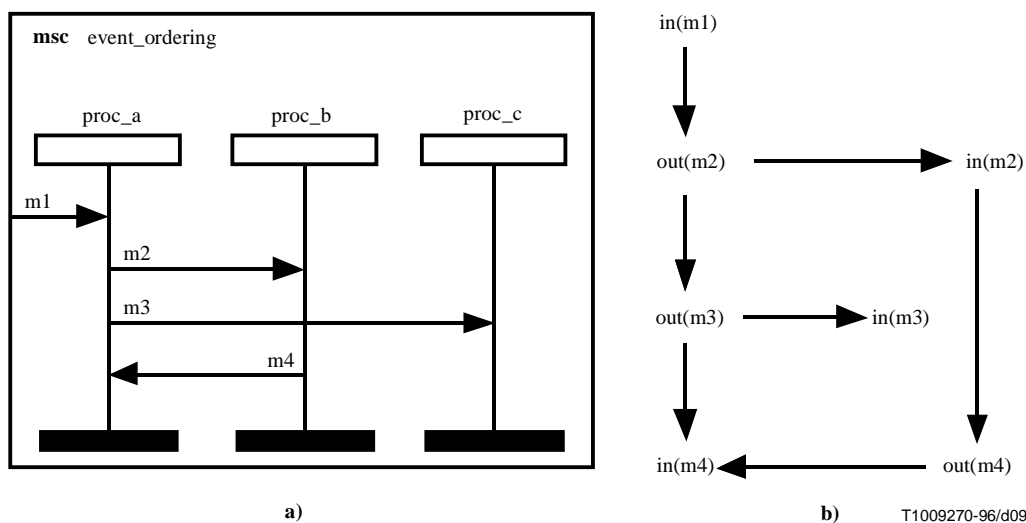 msc event_ordering
proc_a proc_b proc_c
m1
m2
m3
m4
a)
in(m1)
out(m2) in(m2)
out(m3) in(m3)
in(m4) out(m4)
b)
T1009270-96/d09